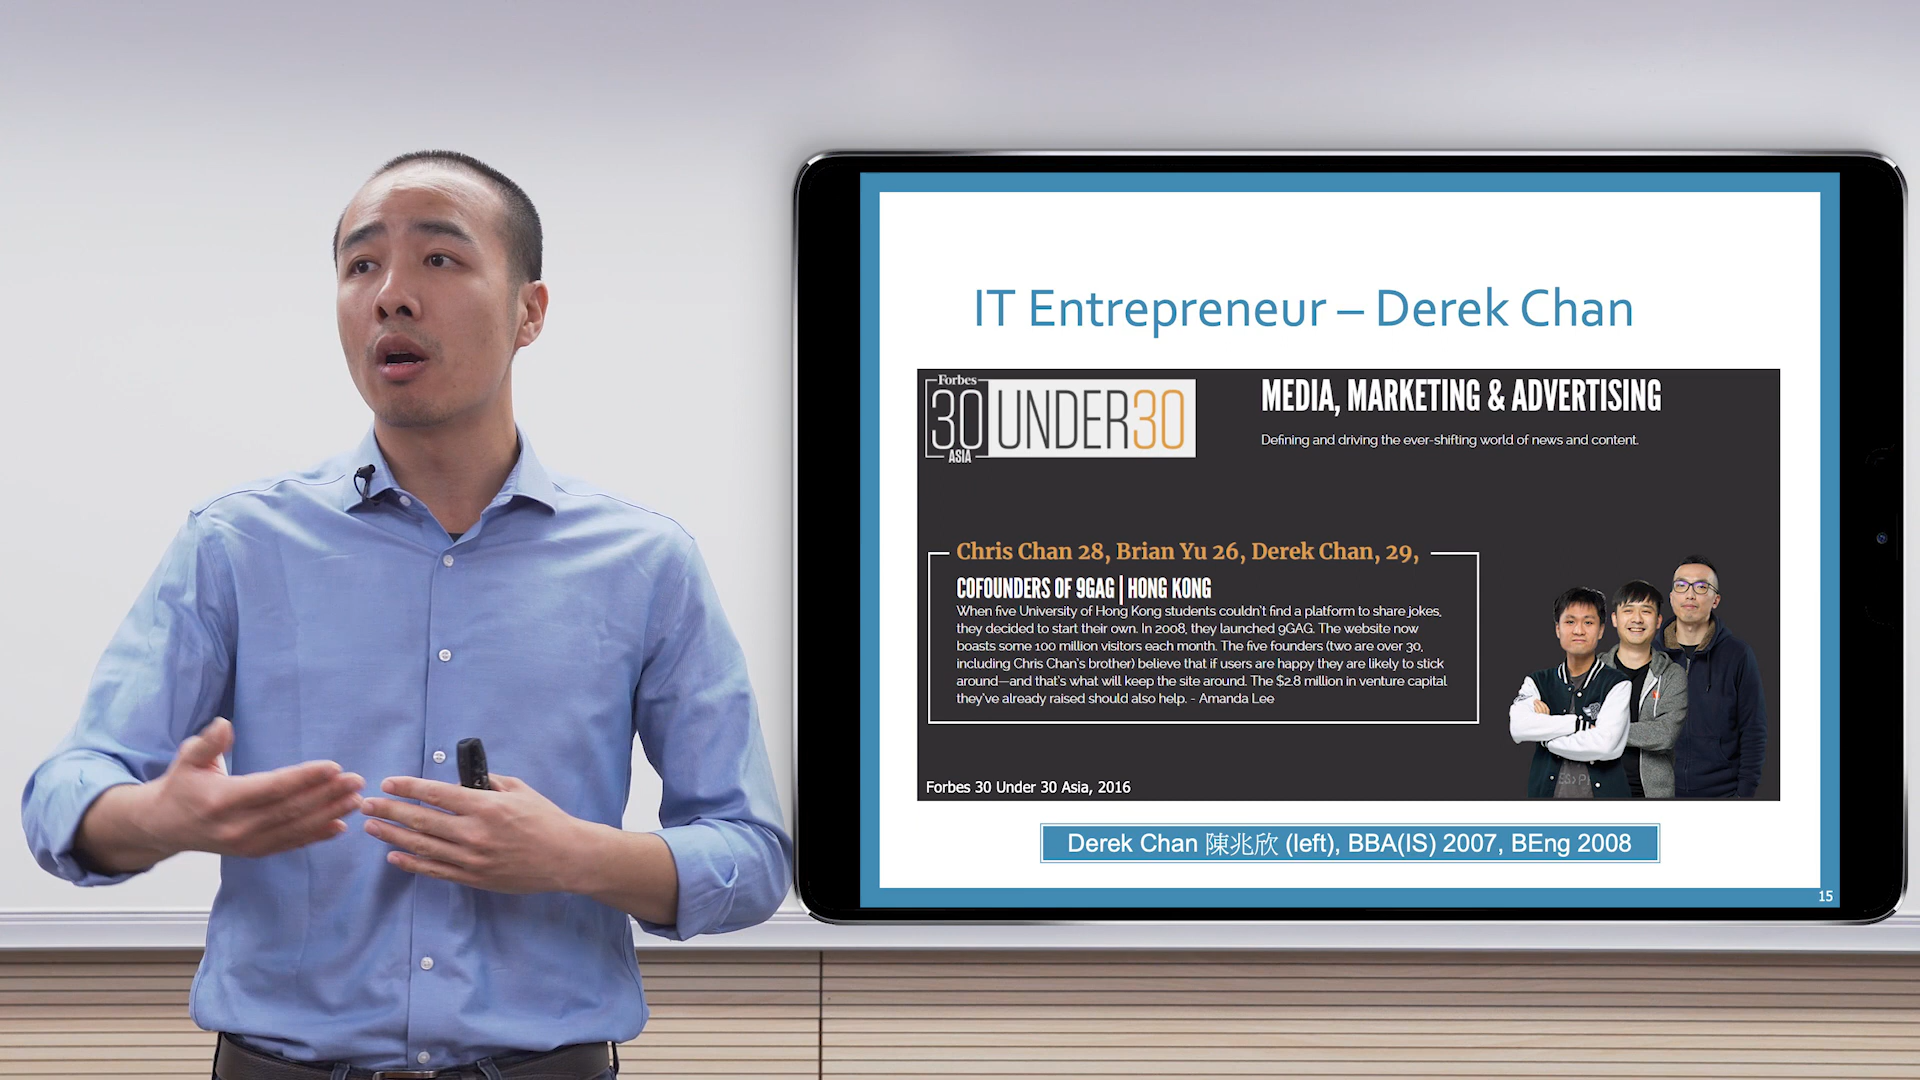 IT Entrepreneur – Derek Chan
Forbes
30 UNDER 30
ASIA
MEDIA, MARKETING & ADVERTISING
Defining and driving the ever-shifting world of news and content.
Chris Chan 28, Brian Yu 26, Derek Chan, 29,
COFOUNDERS OF 9GAG | HONG KONG
When five University of Hong Kong students couldn't find a platform to share jokes,
they decided to start their own. In 2008, they launched 9GAG. The website now
boasts some 100 million visitors each month. The five founders (two are over 30,
including Chris Chan's brother) believe that if users are happy they are likely to stick
around—and that's what will keep the site around. The $2.8 million in venture capital
they've already raised should also help. - Amanda Lee
Forbes 30 Under 30 Asia, 2016
Derek Chan 陳兆欣 (left), BBA(IS) 2007, BEng 2008
15